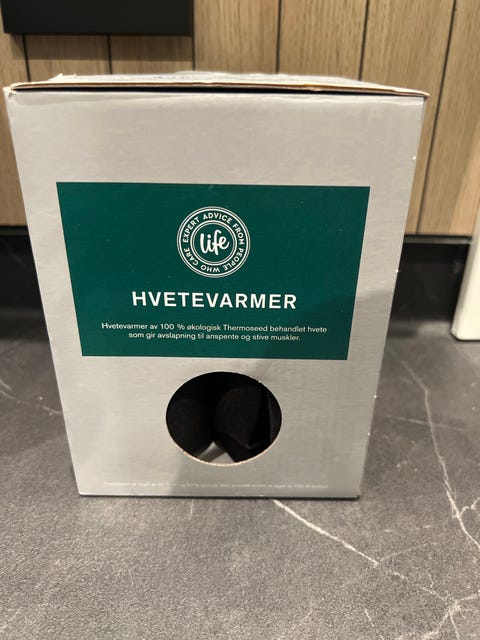 EXPERT ADVICE FROM PEOPLE WHO CARE
life
HVETEVARMER
Hvetevarmer av 100 % økologisk Thermoseed behandlet hvete
som gir avslapning til anspente og stive muskler.